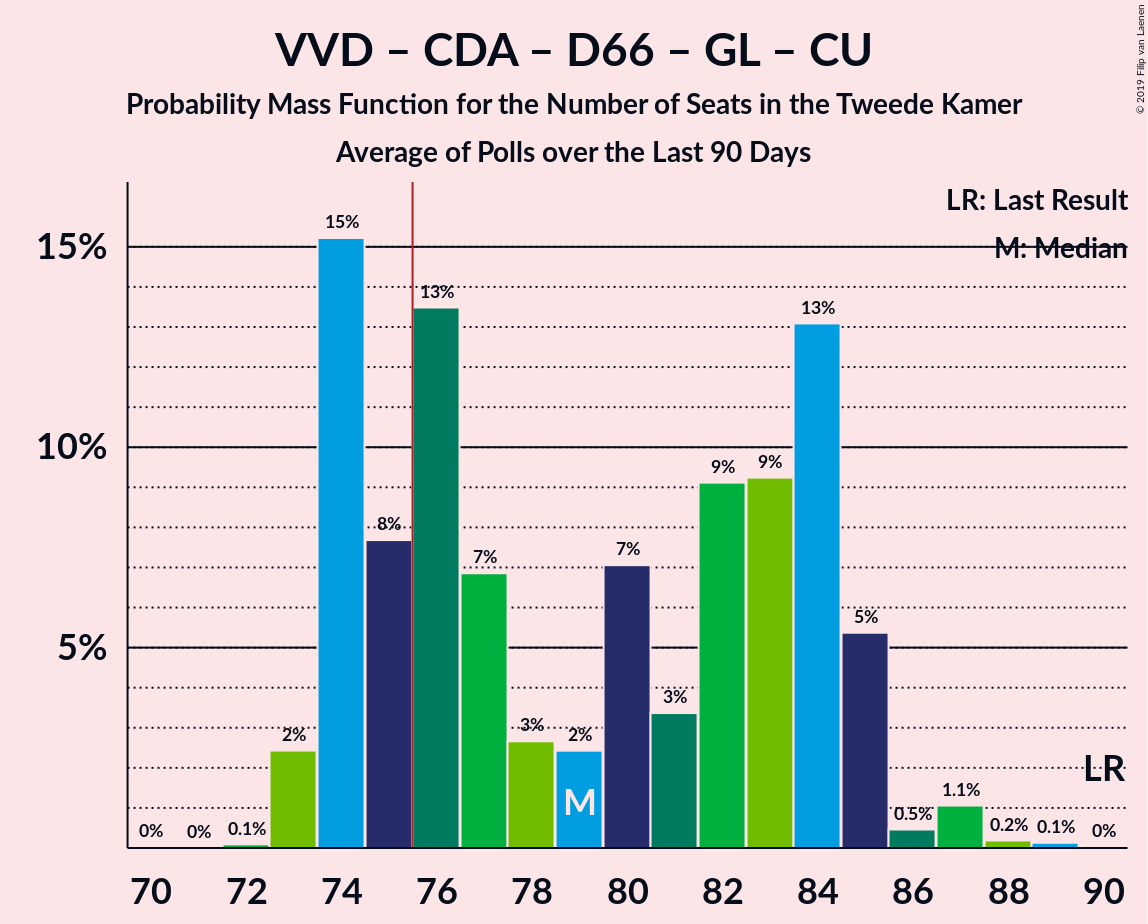 VVD – CDA – D66 – GL – CU
Probability Mass Function for the Number of Seats in the Tweede Kamer
Average of Polls over the Last 90 Days
© 2019 Filip van Laenen
LR: Last Result
M: Median
15%
10%
5%
0%
0%
0.1%
2%
15%
8%
13%
7%
3%
2%
7%
3%
9%
9%
13%
5%
0.5%
1.1%
0.2%
0.1%
0%
M
LR
70 72 74 76 78 80 82 84 86 88 90